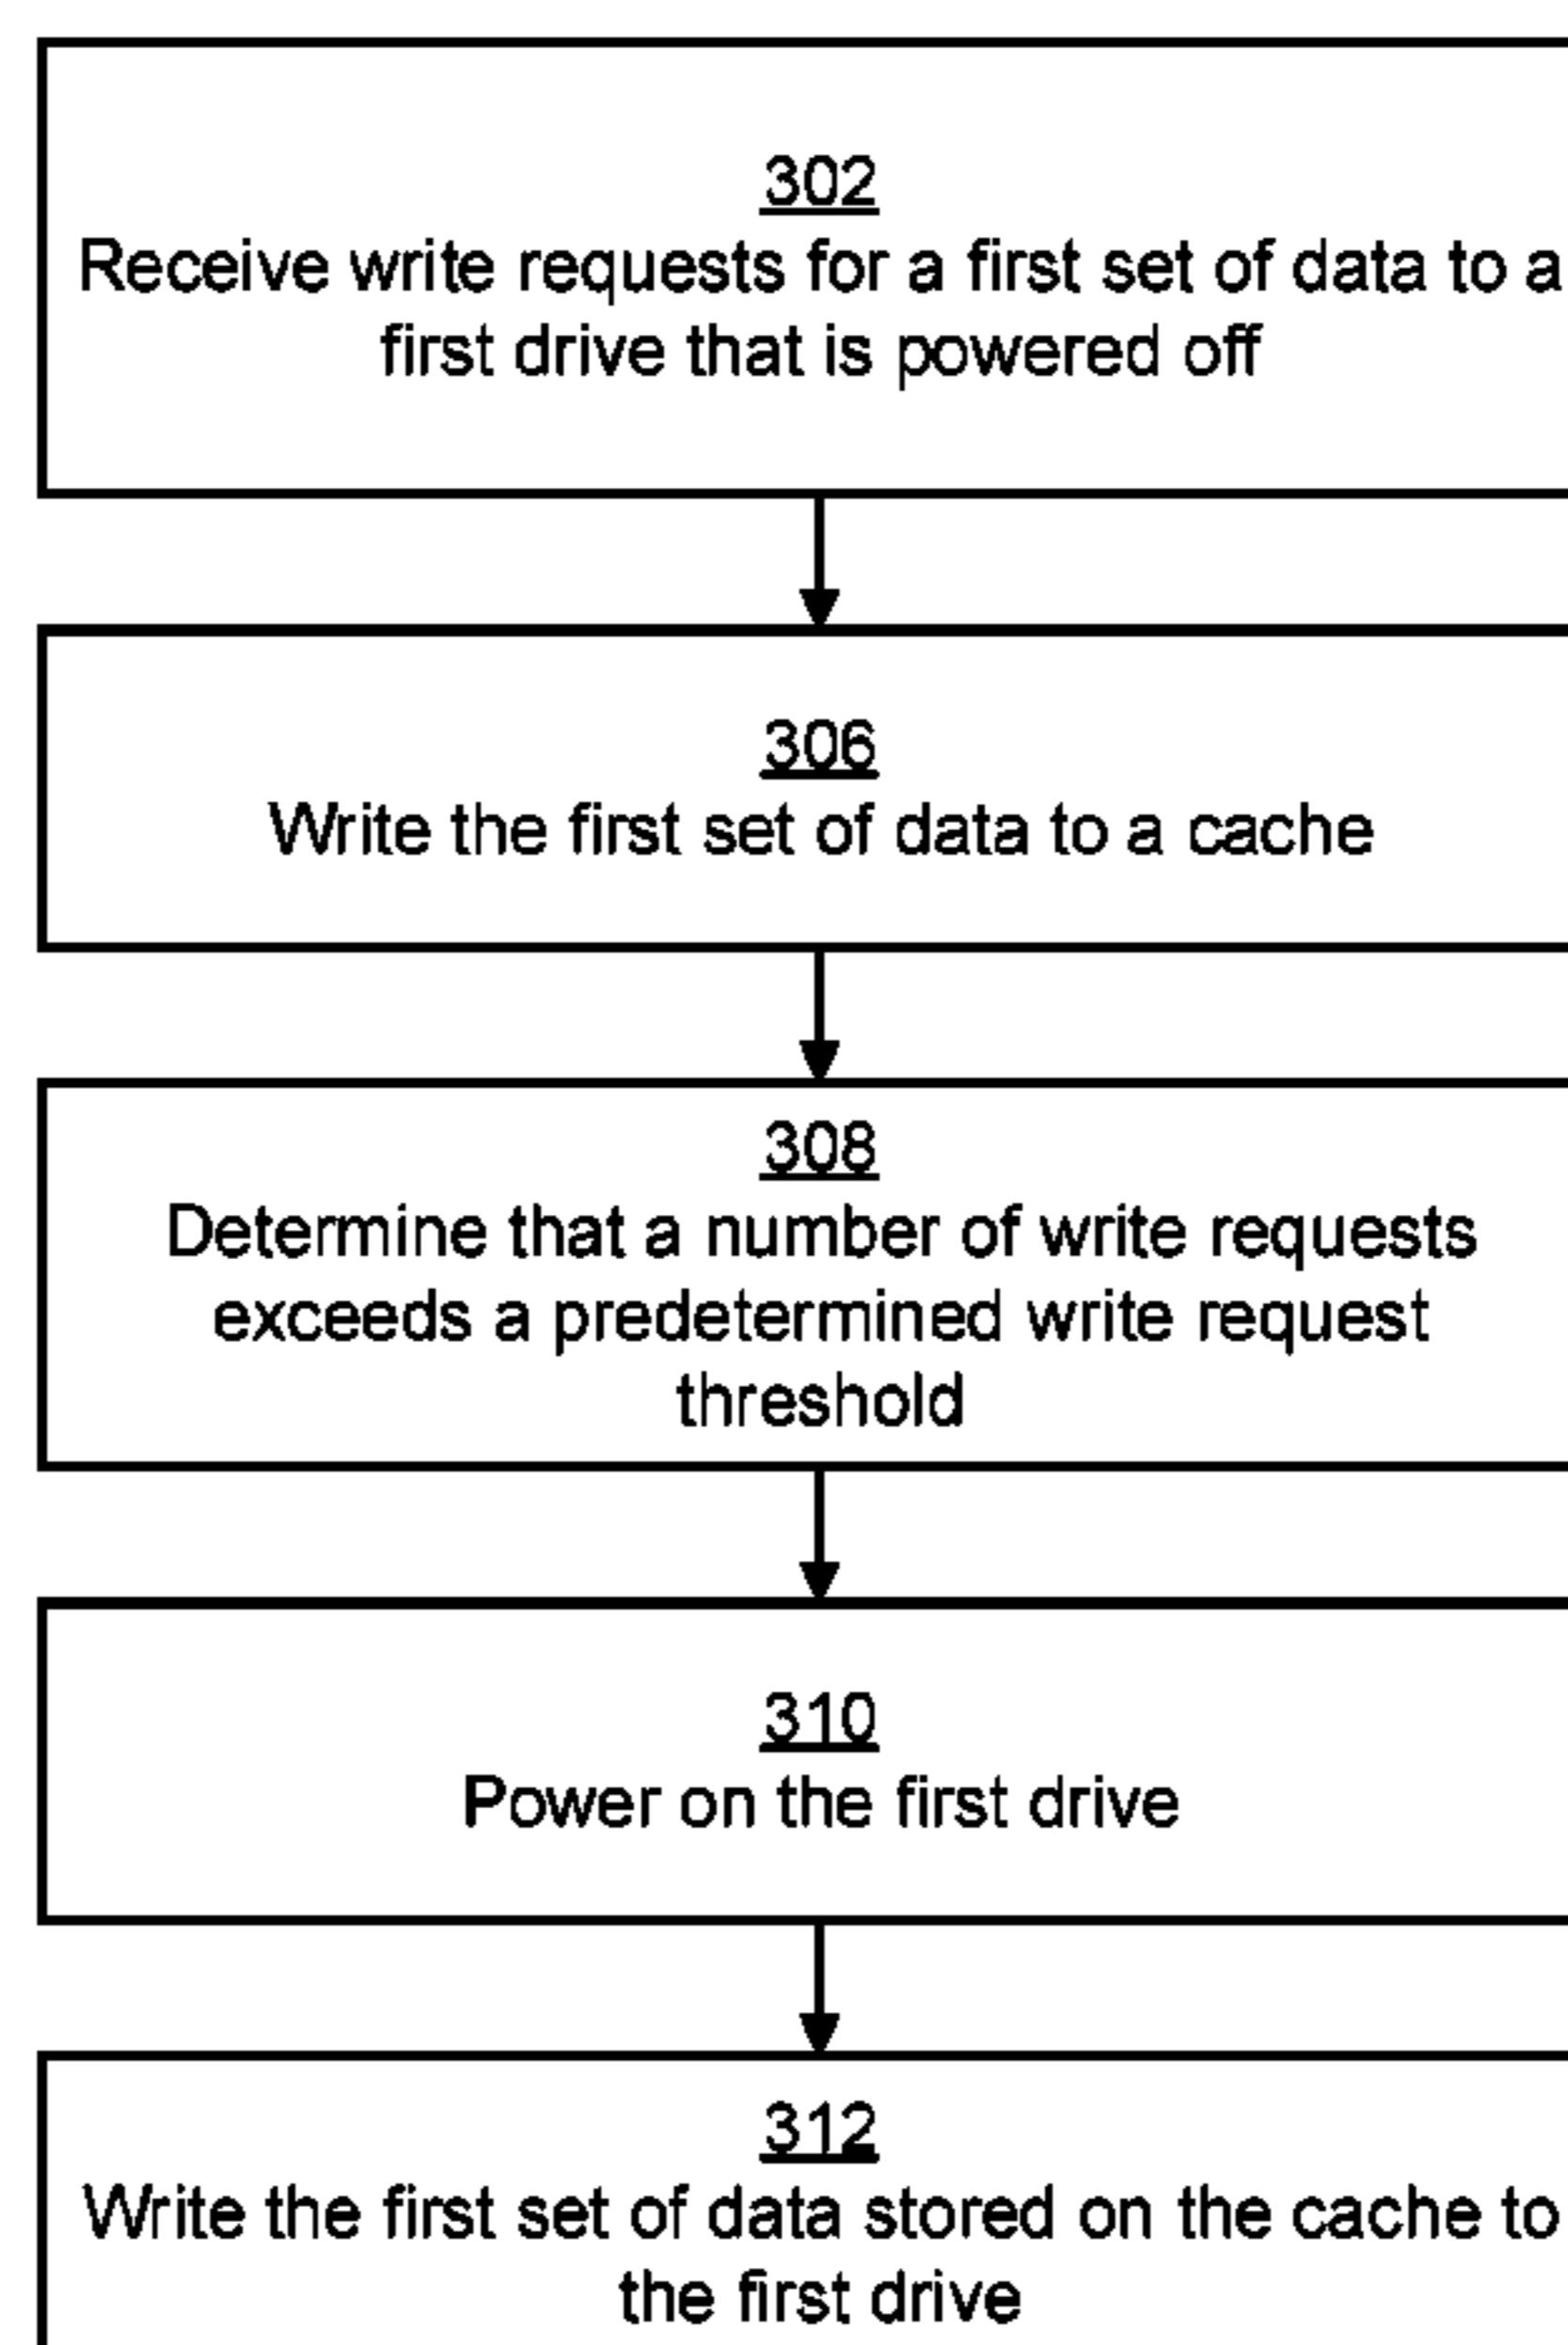 302
Receive write requests for a first set of data to a
first drive that is powered off
306
Write the first set of data to a cache
308
Determine that a number of write requests
exceeds a predetermined write request
threshold
310
Power on the first drive
312
Write the first set of data stored on the cache to
the first drive